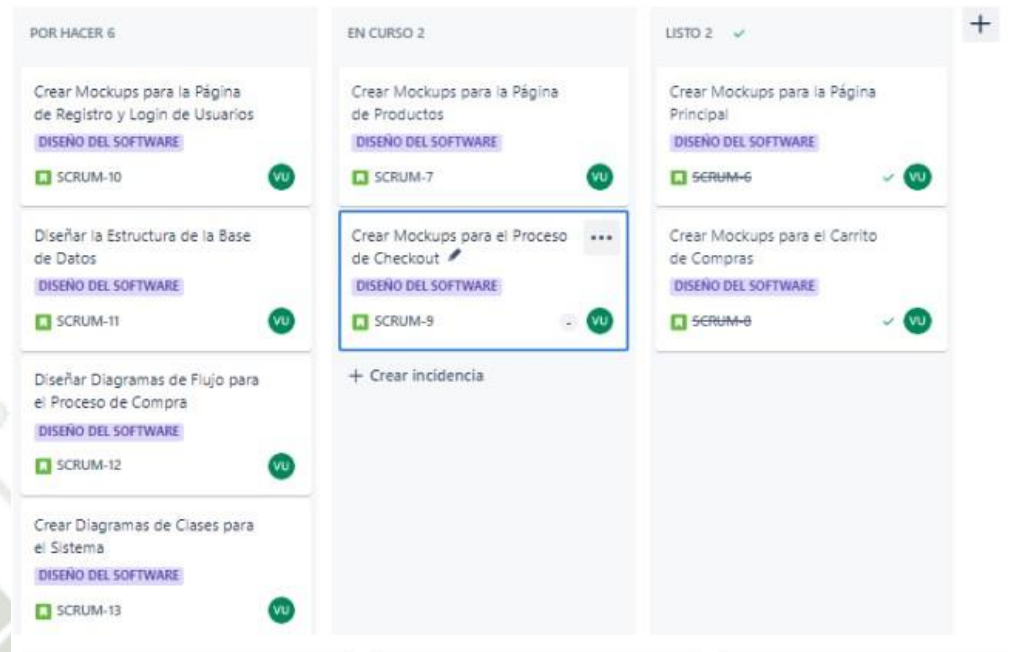 POR HACER 6
Crear Mockups para la Página
de Registro y Login de Usuarios
DISEÑO DEL SOFTWARE
SCRUM-10
VU
Diseñar la Estructura de la Base
de Datos
DISEÑO DEL SOFTWARE
SCRUM-11
VU
Diseñar Diagramas de Flujo para
el Proceso de Compra
DISEÑO DEL SOFTWARE
SCRUM-12
VU
Crear Diagramas de Clases para
el Sistema
DISEÑO DEL SOFTWARE
SCRUM-13
VU
EN CURSO 2
Crear Mockups para la Página
de Productos
DISEÑO DEL SOFTWARE
SCRUM-7
VU
Crear Mockups para el Proceso
de Checkout
DISEÑO DEL SOFTWARE
SCRUM-9
- VU
+ Crear incidencia
LISTO 2
Crear Mockups para la Página
Principal
DISEÑO DEL SOFTWARE
SCRUM-6
VU
Crear Mockups para el Carrito
de Compras
DISEÑO DEL SOFTWARE
SCRUM-8
VU